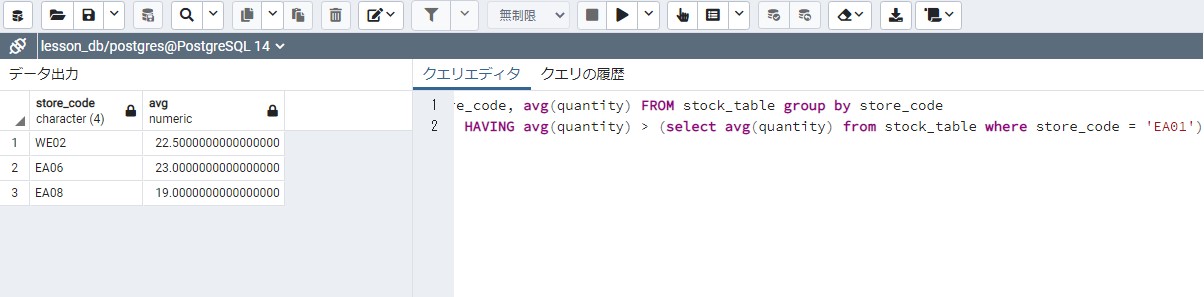 無制限
lesson_db/postgres@PostgreSQL 14
データ出力
store_code
character (4)
avg
numeric
1 WE02 22.5000000000000000
2 EA06 23.0000000000000000
3 EA08 19.0000000000000000
クエリエディタ クエリの履歴
1 re_code, avg(quantity) FROM stock_table group by store_code
2 HAVING avg(quantity) > (select avg(quantity) from stock_table where store_code = 'EA01')